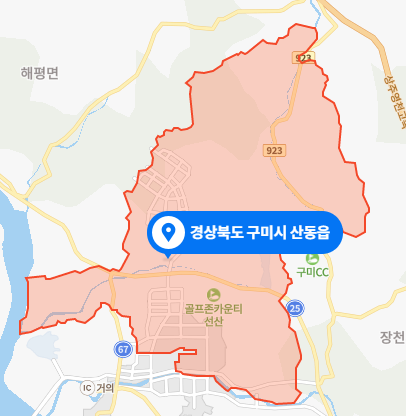 923
해평면
상주영천고속
923
경상북도 구미시 산동읍
구미CC
골프존카운티
선산
25
장천
67
IC 거의